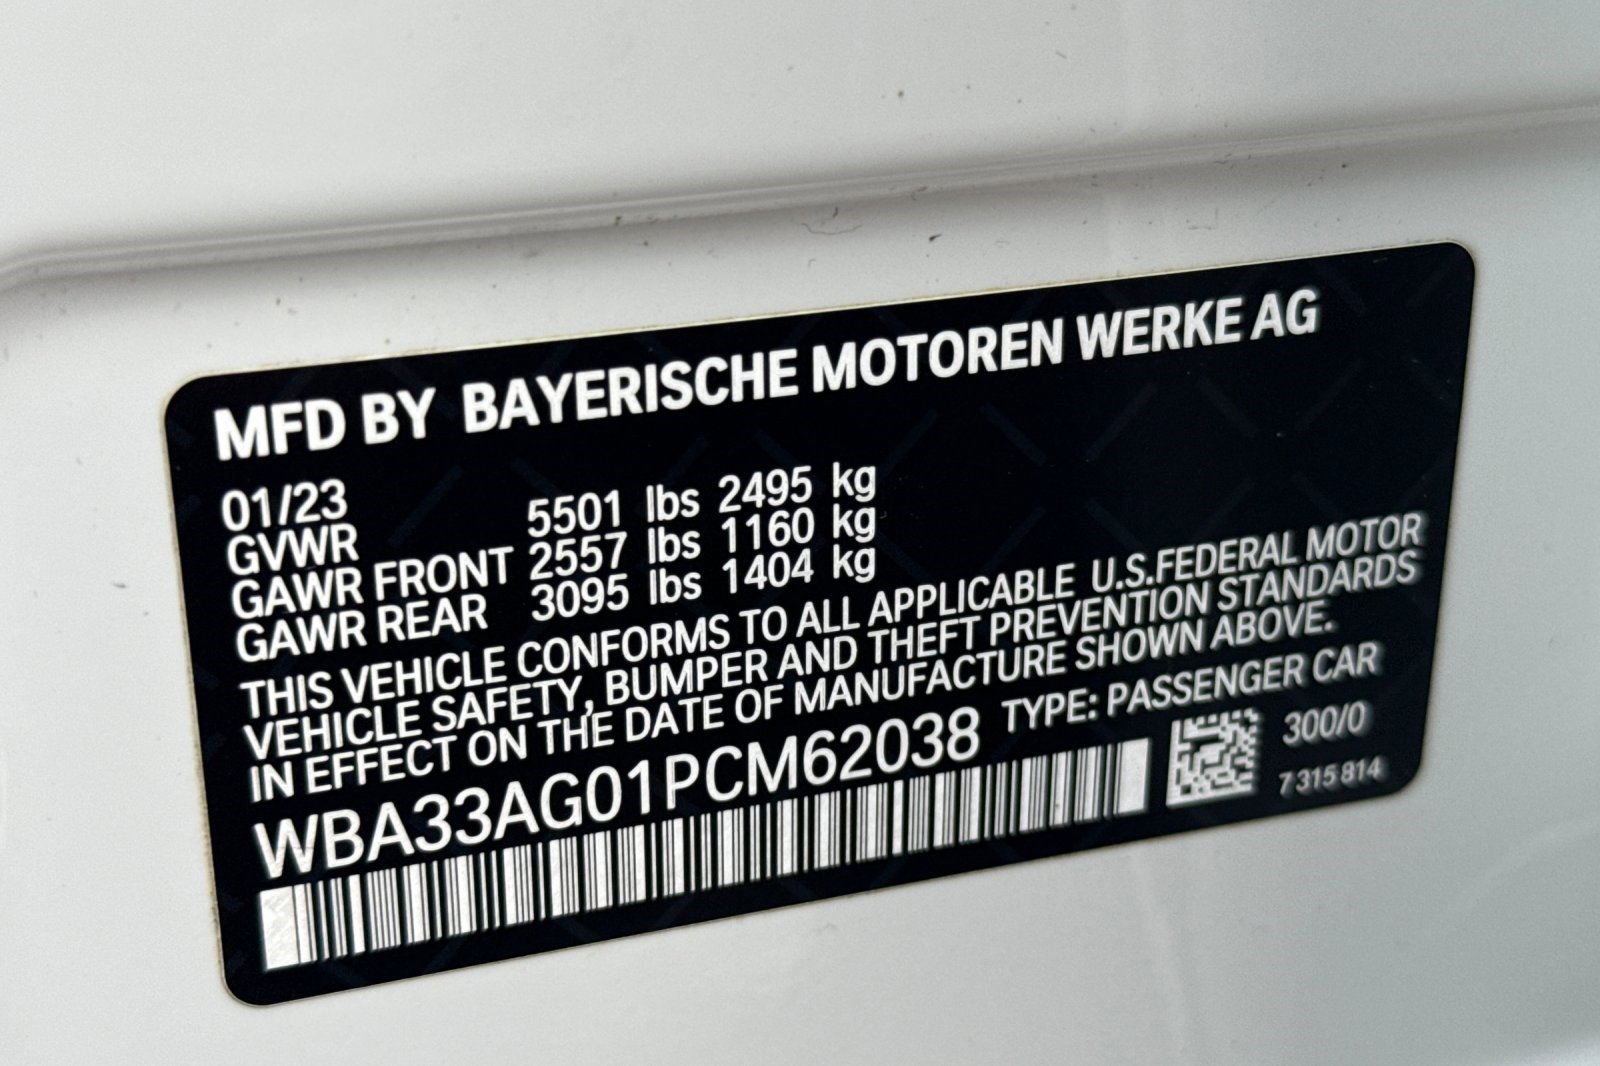 MFD BY BAYERISCHE MOTOREN WERKE AG
01/23
GVWR 5501 lbs 2495 kg
GAWR FRONT 2557 lbs 1160 kg
GAWR REAR 3095 lbs 1404 kg
THIS VEHICLE CONFORMS TO ALL APPLICABLE U.S.FEDERAL MOTOR
VEHICLE SAFETY, BUMPER AND THEFT PREVENTION STANDARDS
IN EFFECT ON THE DATE OF MANUFACTURE SHOWN ABOVE.
WBA33AG01PCM62038 TYPE: PASSENGER CAR
300/0
7 315 814